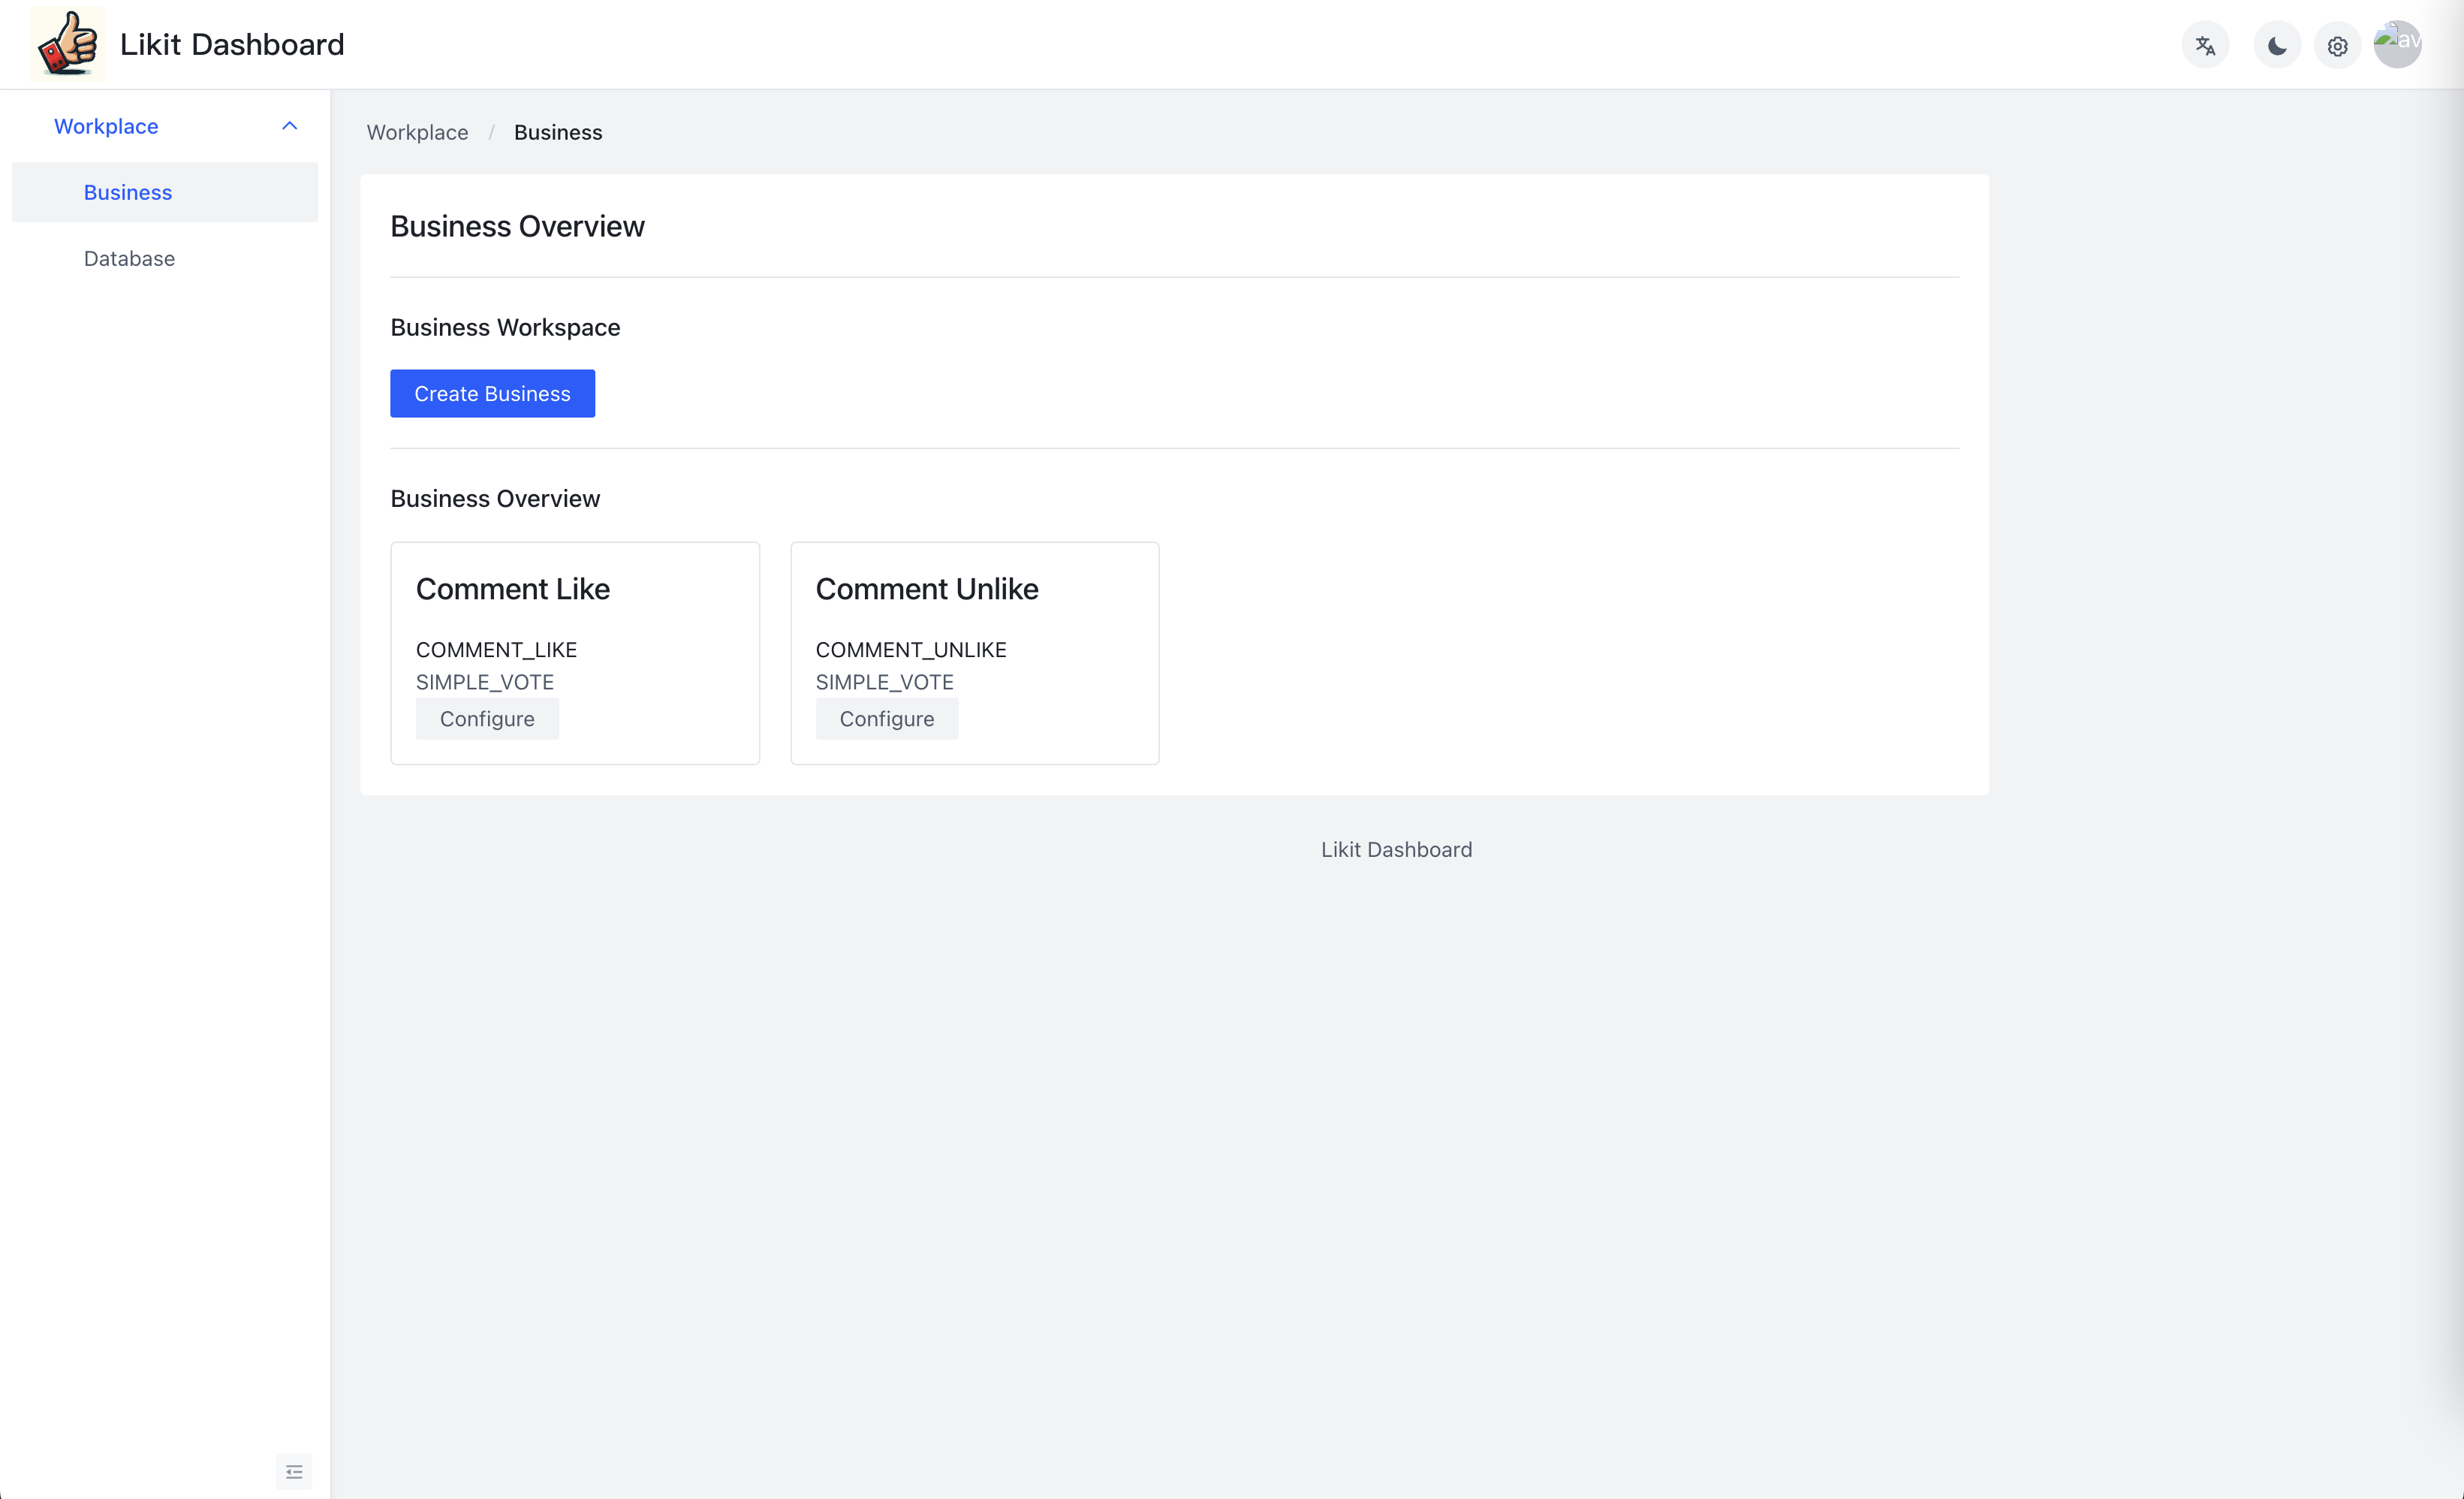 Likit Dashboard
av
Workplace
Business
Database
Workplace / Business
Business Overview
Business Workspace
Create Business
Business Overview
Comment Like
COMMENT_LIKE
SIMPLE_VOTE
Configure
Comment Unlike
COMMENT_UNLIKE
SIMPLE_VOTE
Configure
Likit Dashboard